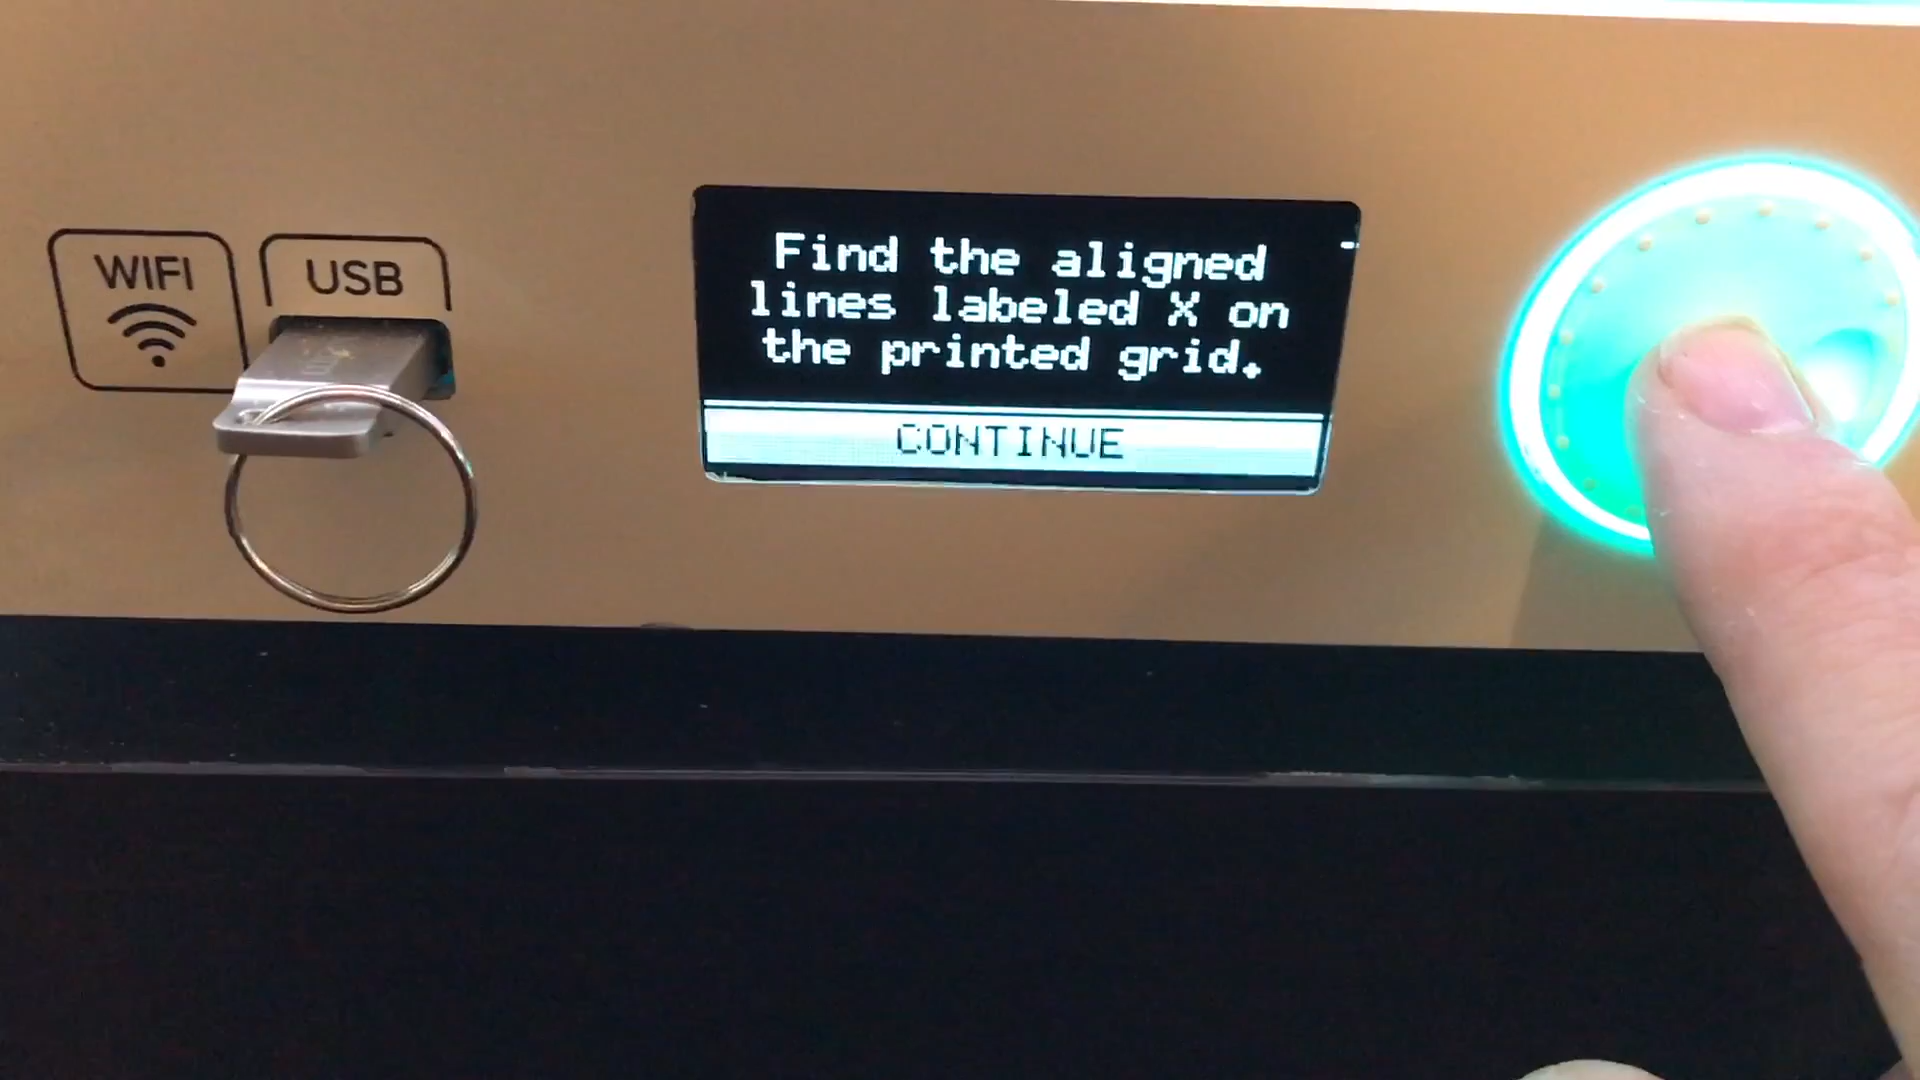 WIFI
USB
Find the aligned
lines labeled X on
the printed grid.
CONTINUE